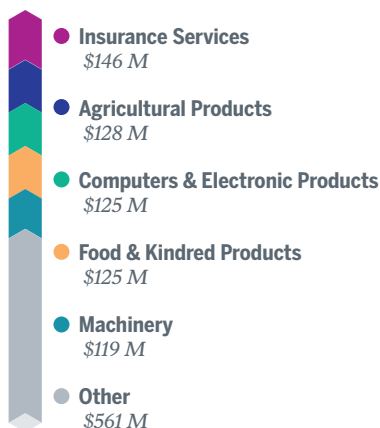 Insurance Services
$146 M
Agricultural Products
$128 M
Computers & Electronic Products
$125 M
Food & Kindred Products
$125 M
Machinery
$119 M
Other
$561 M